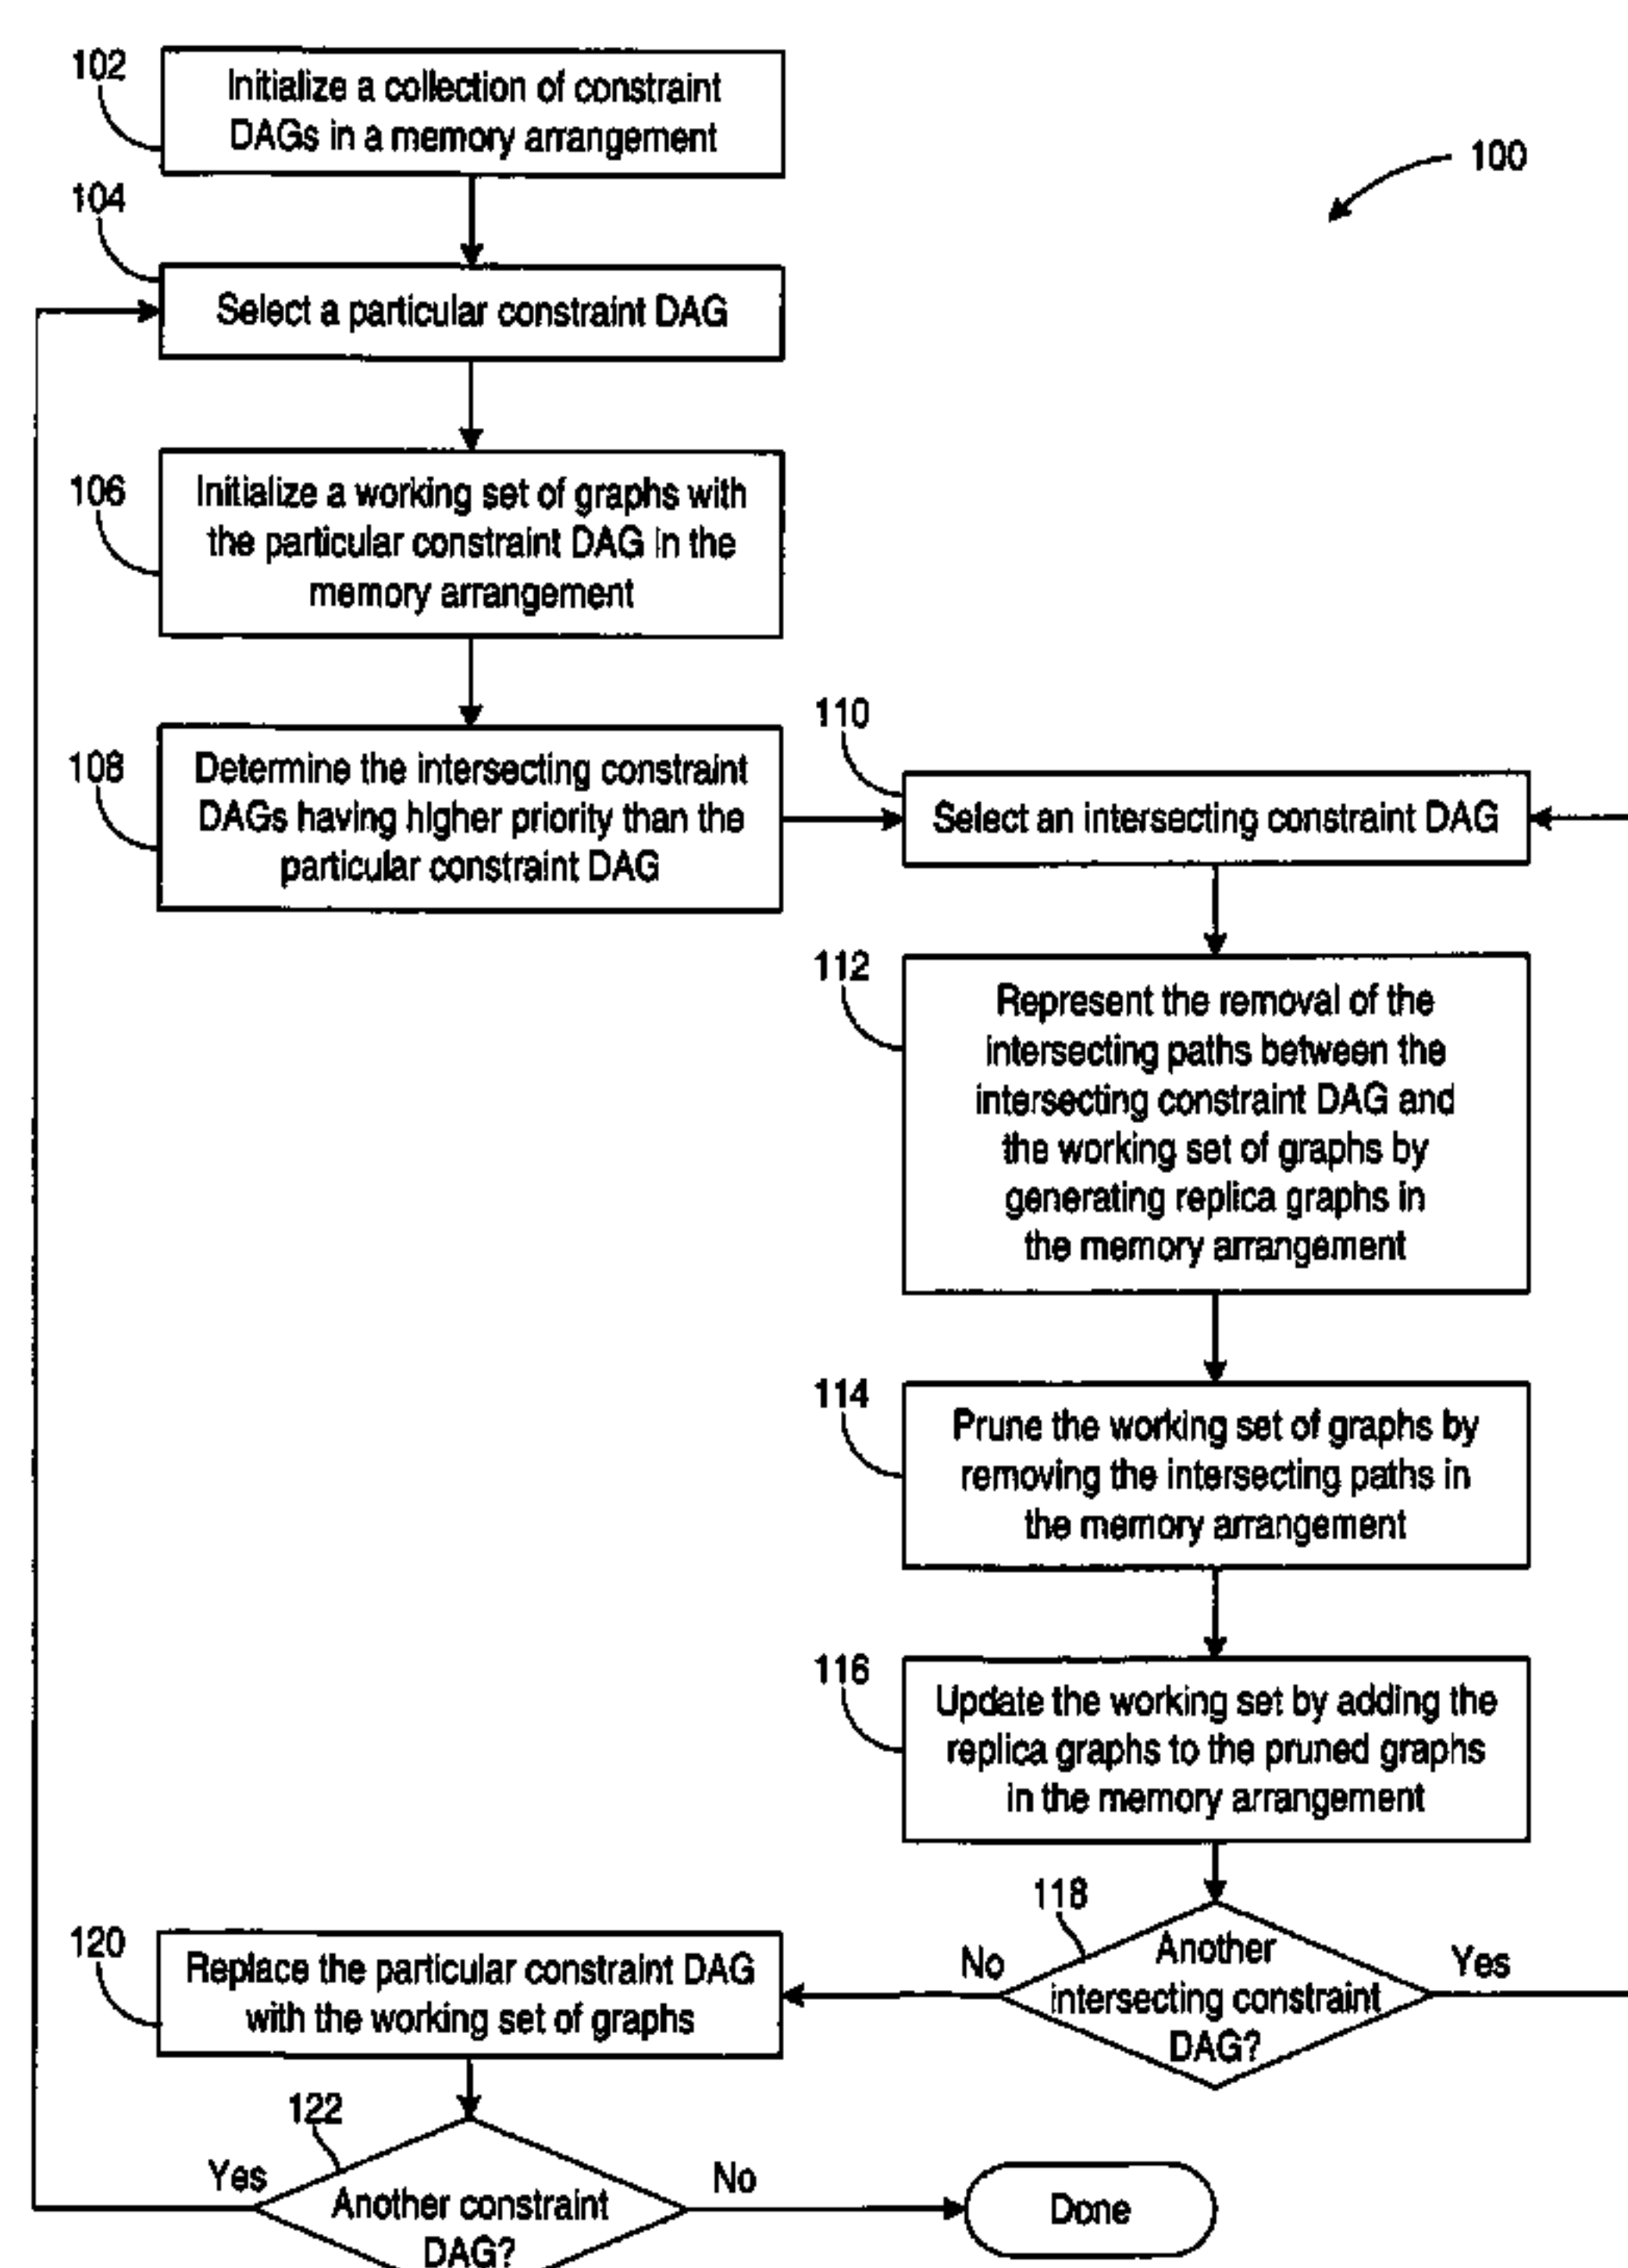 102
Initialize a collection of constraint
DAGs in a memory arrangement
100
104
Select a particular constraint DAG
106
Initialize a working set of graphs with
the particular constraint DAG in the
memory arrangement
108
Determine the intersecting constraint
DAGs having higher priority than the
particular constraint DAG
110
Select an intersecting constraint DAG
112
Represent the removal of the
intersecting paths between the
intersecting constraint DAG and
the working set of graphs by
generating replica graphs in
the memory arrangement
114
Prune the working set of graphs by
removing the intersecting paths in
the memory arrangement
116
Update the working set by adding the
replica graphs to the pruned graphs
in the memory arrangement
118
Another
intersecting constraint
DAG?
No
Yes
120
Replace the particular constraint DAG
with the working set of graphs
122
Another constraint
DAG?
Yes
No
Done